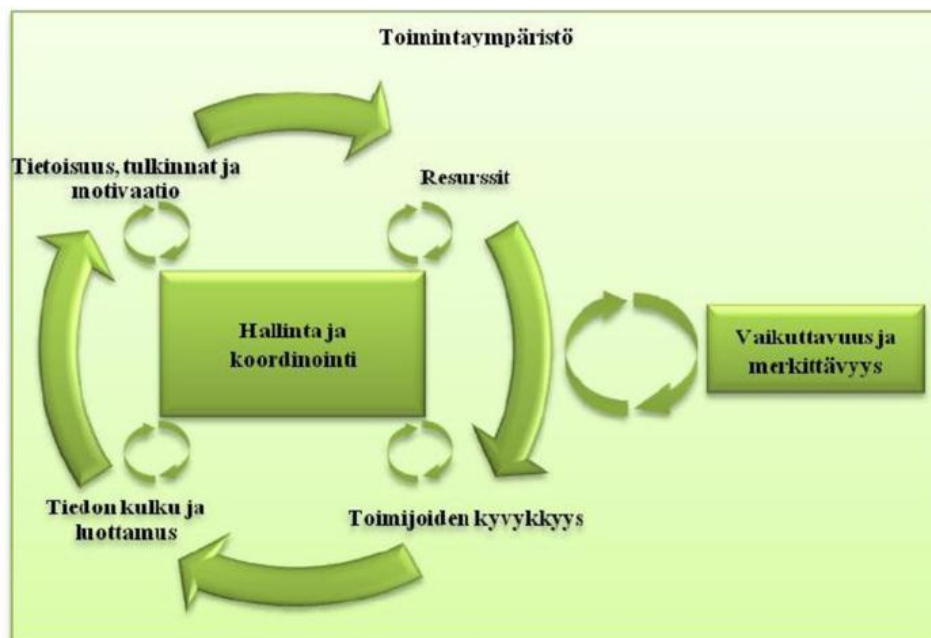 Toimintaympäristö
Tietoisuus, tulkinnat ja
motivaatio
Resurssit
Hallinta ja
koordinointi
Vaikuttavuus ja
merkittävyys
Tiedon kulku ja
luottamus
Toimijoiden kyvykkyys